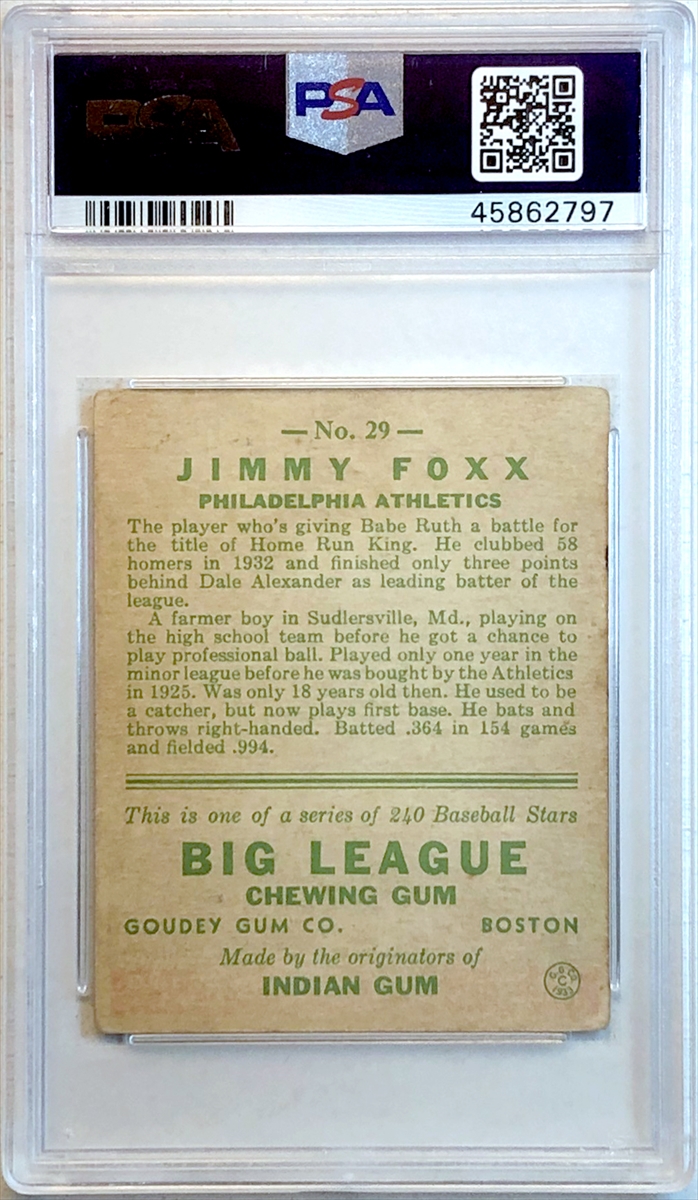 PSA
PSA
45862797
— No. 29 —
JIMMY FOXX
PHILADELPHIA ATHLETICS
The player who's giving Babe Ruth a battle for
the title of Home Run King. He clubbed 58
homers in 1932 and finished only three points
behind Dale Alexander as leading batter of the
league.
A farmer boy in Sudlersville, Md., playing on
the high school team before he got a chance to
play professional ball. Played only one year in the
minor league before he was bought by the Athletics
in 1925. Was only 18 years old then. He used to be
a catcher, but now plays first base. He bats and
throws right-handed. Batted .364 in 154 games
and fielded .994.
This is one of a series of 240 Baseball Stars
BIG LEAGUE
CHEWING GUM
GOUDEY GUM CO. BOSTON
Made by the originators of
INDIAN GUM
G. G. Co.
C
1933